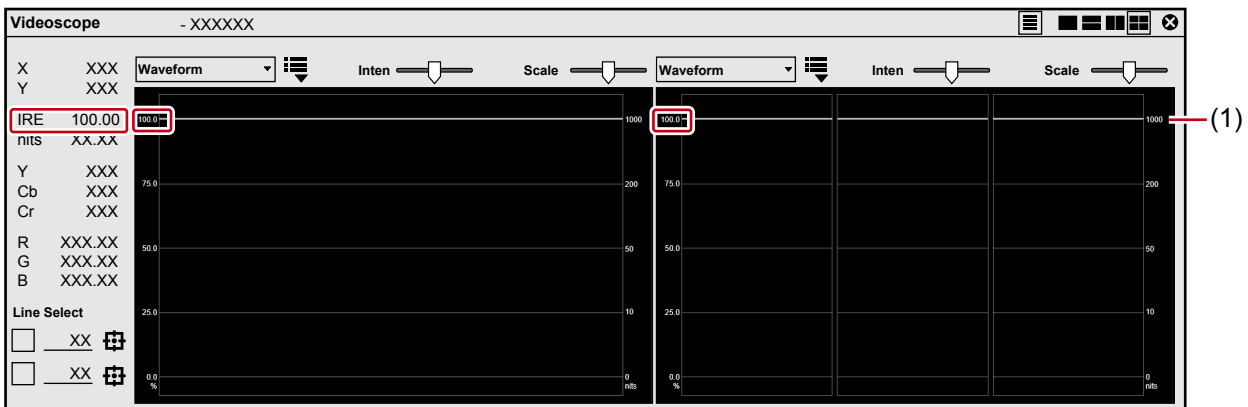 Videoscope - XXXXXX
X XXX
Y XXX
IRE 100.00
nits XX.XX
Y XXX
Cb XXX
Cr XXX
R XXX.XX
G XXX.XX
B XXX.XX
Line Select
XX
XX
Waveform Inten Scale
100.0 1000
75.0 200
50.0 50
25.0 10
0.0 0
% nits
Waveform Inten Scale
100.0 1000
75.0 200
50.0 50
25.0 10
0.0 0
% nits
(1)